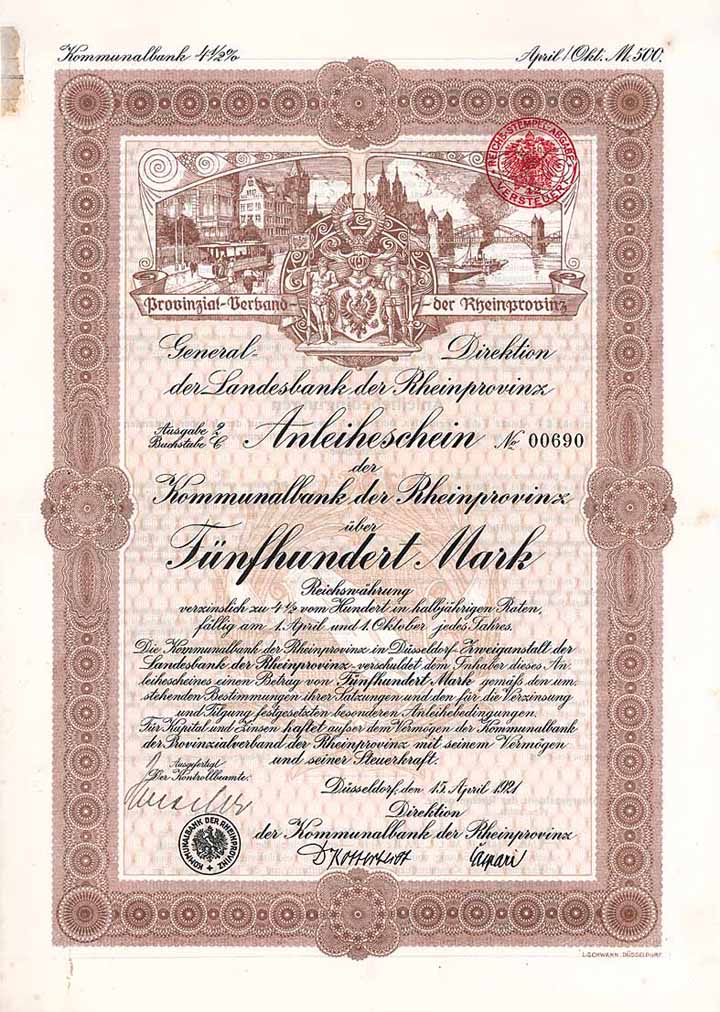 Kommunalbank 4½% April/Okt. M. 500.
REICHS-STEMPEL-ABGABE VERSTEUERT
Provinzial-Verband der Rheinprovinz
General-Direktion
der Landesbank der Rheinprovinz
Ausgabe 2
Buchstabe C
Anleiheschein No 00690
der
Kommunalbank der Rheinprovinz
über
Fünfhundert Mark
Reichswährung
verzinslich zu 4½ vom Hundert in halbjährigen Raten,
fällig am 1. April und 1. Oktober jedes Jahres.
Die Kommunalbank der Rheinprovinz in Düsseldorf-Zweiganstalt der
Landesbank der Rheinprovinz-verschuldet dem Inhaber dieses An-
leihescheines einen Betrag von Fünfhundert Mark gemäß den um-
stehenden Bestimmungen ihrer Satzungen und den für die Verzinsung
und Tilgung festgesetzten besonderen Anleihebedingungen.
Für Kapital und Zinsen haftet außer dem Vermögen der Kommunalbank
der Provinzialverband der Rheinprovinz mit seinem Vermögen
und seiner Steuerkraft.
Ausgefertigt
Der Kontrollbeamte:
Düsseldorf, den 15. April 1921
Direktion
der Kommunalbank der Rheinprovinz
KOMMUNALBANK DER RHEINPROVINZ
L. SCHWANN, DÜSSELDORF